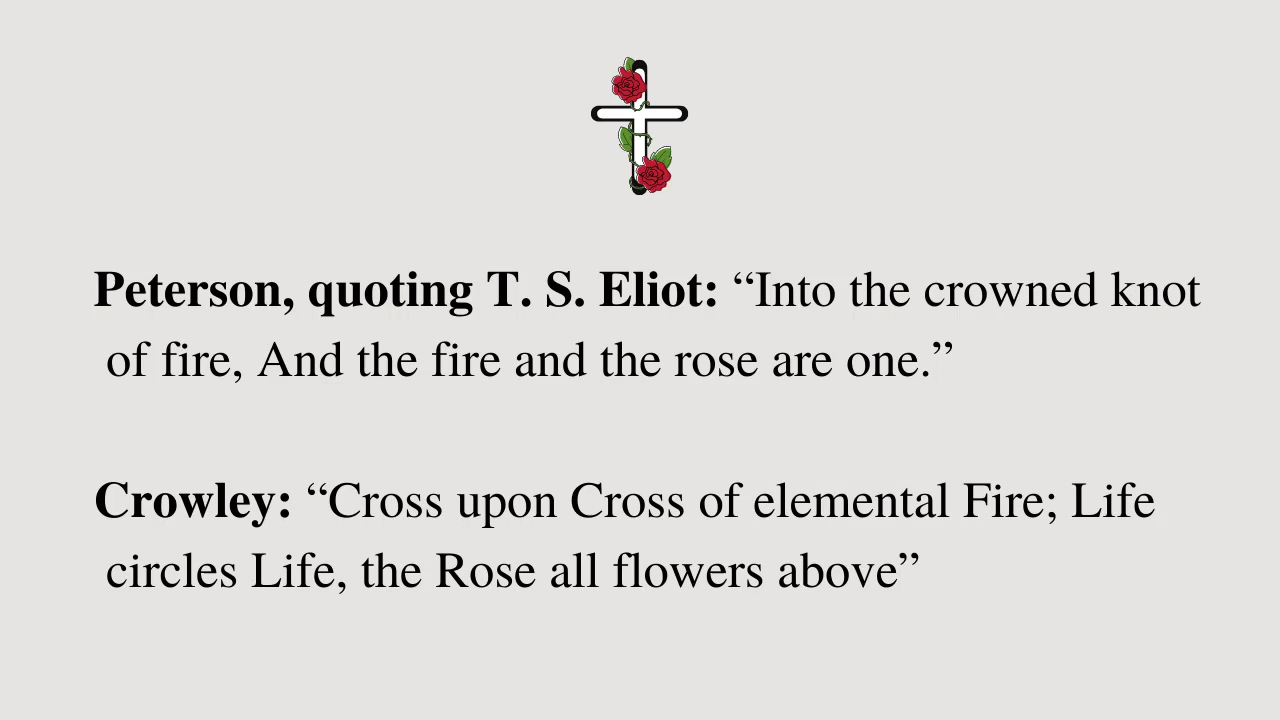 Peterson, quoting T. S. Eliot: “Into the crowned knot
of fire, And the fire and the rose are one.”
Crowley: “Cross upon Cross of elemental Fire; Life
circles Life, the Rose all flowers above”